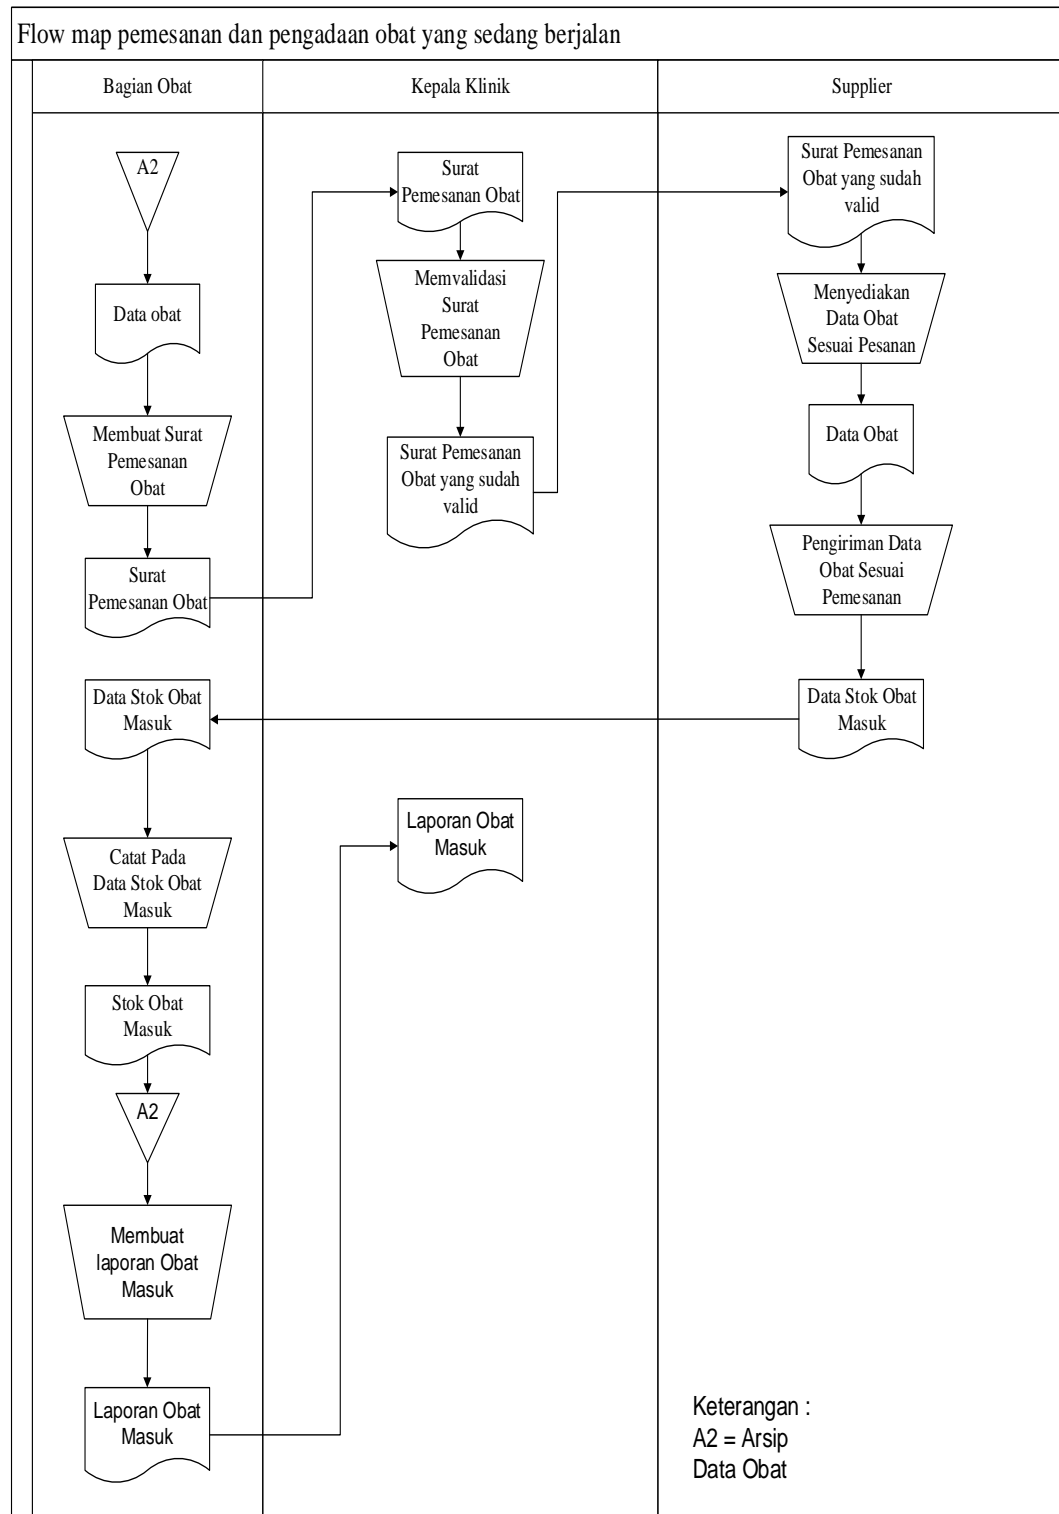 Flow map pemesanan dan pengadaan obat yang sedang berjalan
Bagian Obat
Kepala Klinik
Supplier
A2
Data obat
Membuat Surat
Pemesanan
Obat
Surat
Pemesanan Obat
Surat
Pemesanan Obat
Memvalidasi
Surat
Pemesanan
Obat
Surat Pemesanan
Obat yang sudah
valid
Surat Pemesanan
Obat yang sudah
valid
Menyediakan
Data Obat
Sesuai Pesanan
Data Obat
Pengiriman Data
Obat Sesuai
Pemesanan
Data Stok Obat
Masuk
Data Stok Obat
Masuk
Catat Pada
Data Stok Obat
Masuk
Stok Obat
Masuk
A2
Membuat
laporan Obat
Masuk
Laporan Obat
Masuk
Laporan Obat
Masuk
Keterangan :
A2 = Arsip
Data Obat